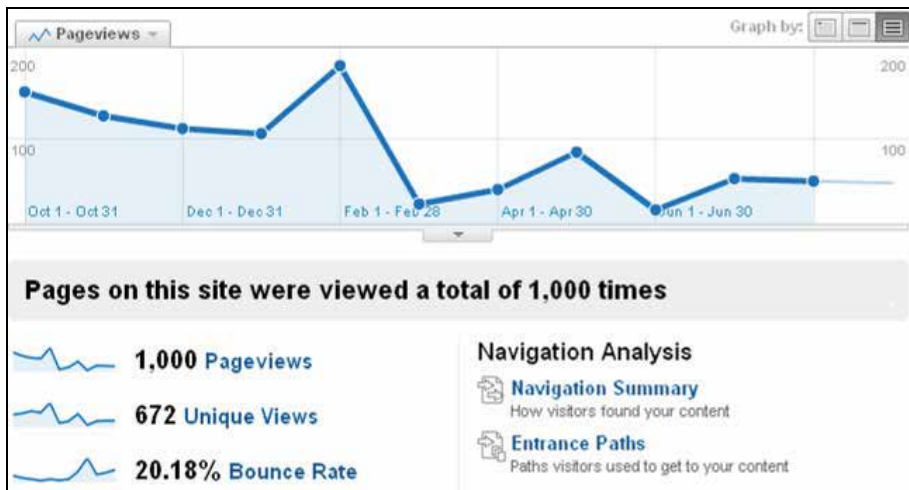 Pageviews
Graph by:
200 200
100 100
Oct 1 - Oct 31 Dec 1 - Dec 31 Feb 1 - Feb 28 Apr 1 - Apr 30 Jun 1 - Jun 30
Pages on this site were viewed a total of 1,000 times
1,000 Pageviews
672 Unique Views
20.18% Bounce Rate
Navigation Analysis
Navigation Summary
How visitors found your content
Entrance Paths
Paths visitors used to get to your content